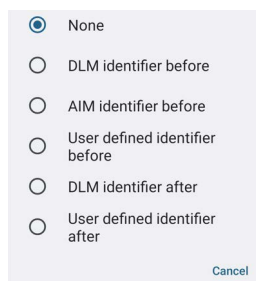 None
DLM identifier before
AIM identifier before
User defined identifier
before
DLM identifier after
User defined identifier
after
Cancel